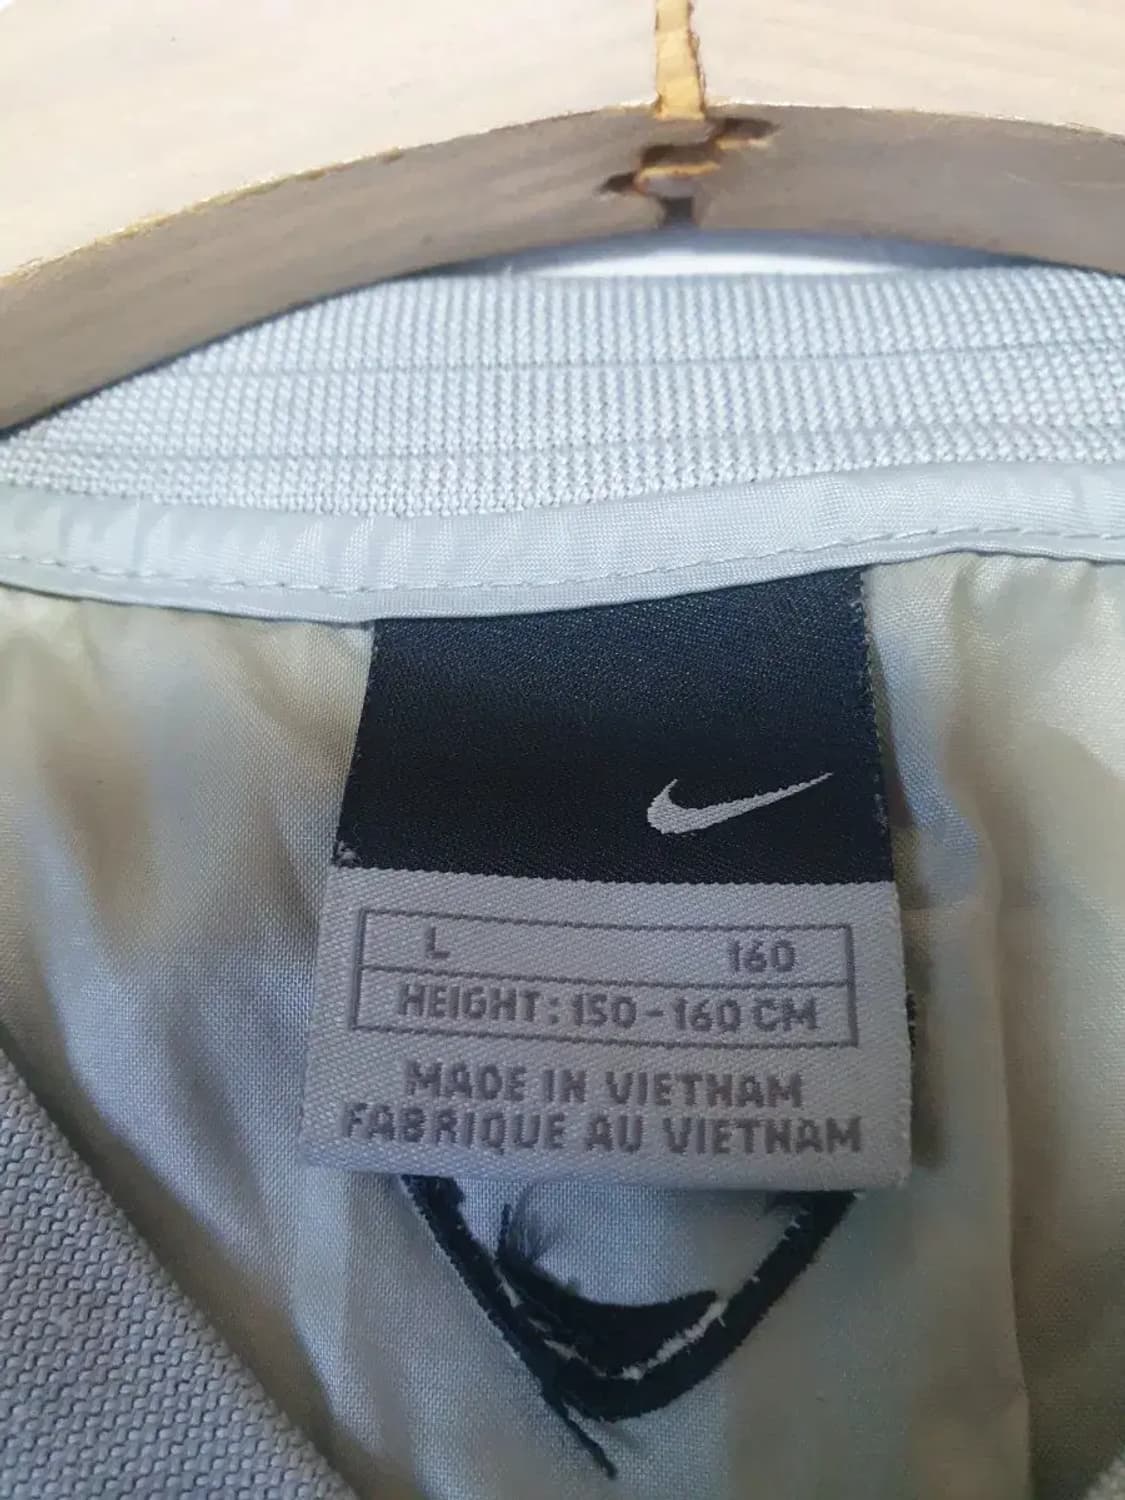 L 160
HEIGHT: 150-160 CM
MADE IN VIETNAM
FABRIQUE AU VIETNAM